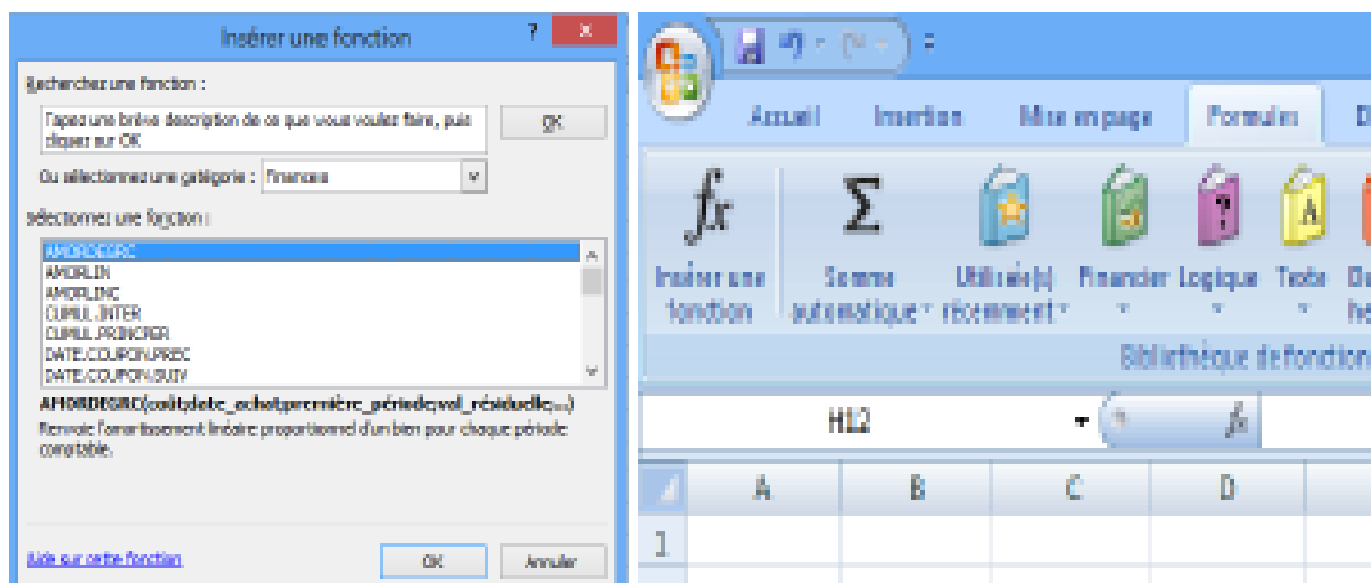 Insérer une fonction
?
x
Rechercher une fonction :
Tapez une brève description de ce que vous voulez faire, puis
cliquez sur OK
OK
Ou sélectionnez une catégorie : Finances
Sélectionnez une fonction :
AMORDEGRC
AMORLIN
AMORLINC
CUMUL.INTER
CUMUL.PRINCPER
DATE.COUPON.PREC
DATE.COUPON.SUIV
AMORDEGRC(coût;date_achat;première_période;val_résiduelle;...)
Renvoie l'amortissement linéaire proportionnel d'un bien pour chaque période
comptable.
Aide sur cette fonction
OK
Annuler
Accueil Insertion Mise en page Formules D
fx Σ ? A
Insérer une
fonction
Somme
automatique
Utilisée(s)
récemment
Financier Logique Texte
Bibliothèque de fonction
H12
fx
A B C D
1